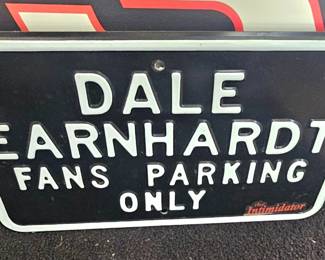 DALE
EARNHARDT
FANS PARKING
ONLY
The
Intimidator